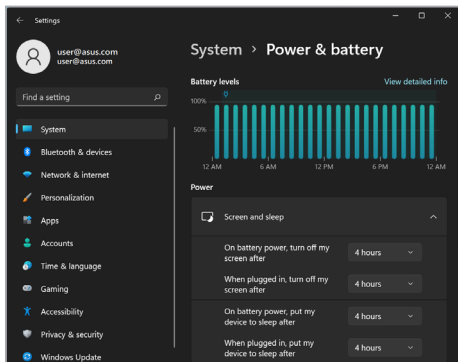 Settings
user@asus.com
user@asus.com
Find a setting
System
Bluetooth & devices
Network & internet
Personalization
Apps
Accounts
Time & language
Gaming
Accessibility
Privacy & security
Windows Update
System > Power & battery
Battery levels
View detailed info
100%
50%
12 AM 6 AM 12 PM 6 PM 12 AM
Power
Screen and sleep
On battery power, turn off my
screen after
4 hours
When plugged in, turn off my
screen after
4 hours
On battery power, put my
device to sleep after
4 hours
When plugged in, put my
device to sleep after
4 hours